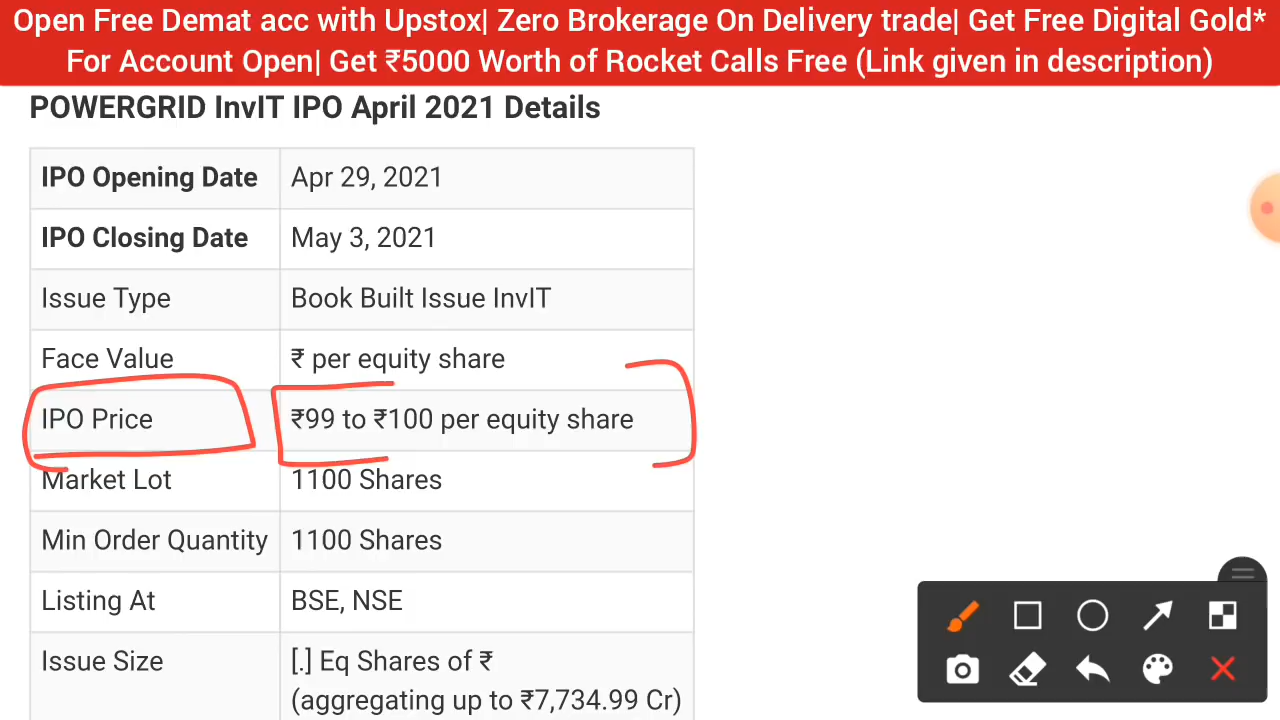 Open Free Demat acc with Upstox| Zero Brokerage On Delivery trade| Get Free Digital Gold*
For Account Open| Get ₹5000 Worth of Rocket Calls Free (Link given in description)
POWERGRID InvIT IPO April 2021 Details
IPO Opening Date Apr 29, 2021
IPO Closing Date May 3, 2021
Issue Type Book Built Issue InvIT
Face Value ₹ per equity share
IPO Price ₹99 to ₹100 per equity share
Market Lot 1100 Shares
Min Order Quantity 1100 Shares
Listing At BSE, NSE
Issue Size [.] Eq Shares of ₹
(aggregating up to ₹7,734.99 Cr)